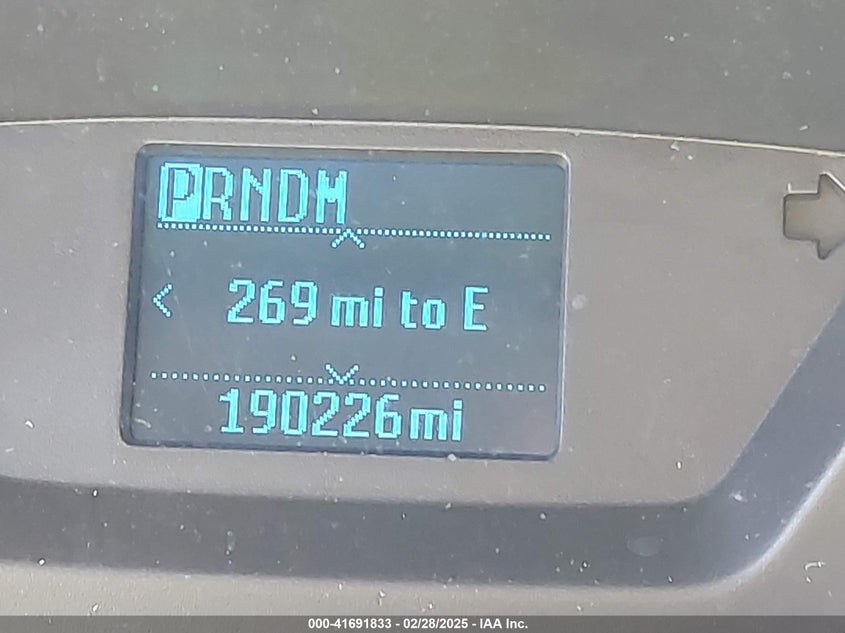 PRNDM
269 mi to E
190226mi
000-41691833 - 02/28/2025 - IAA Inc.